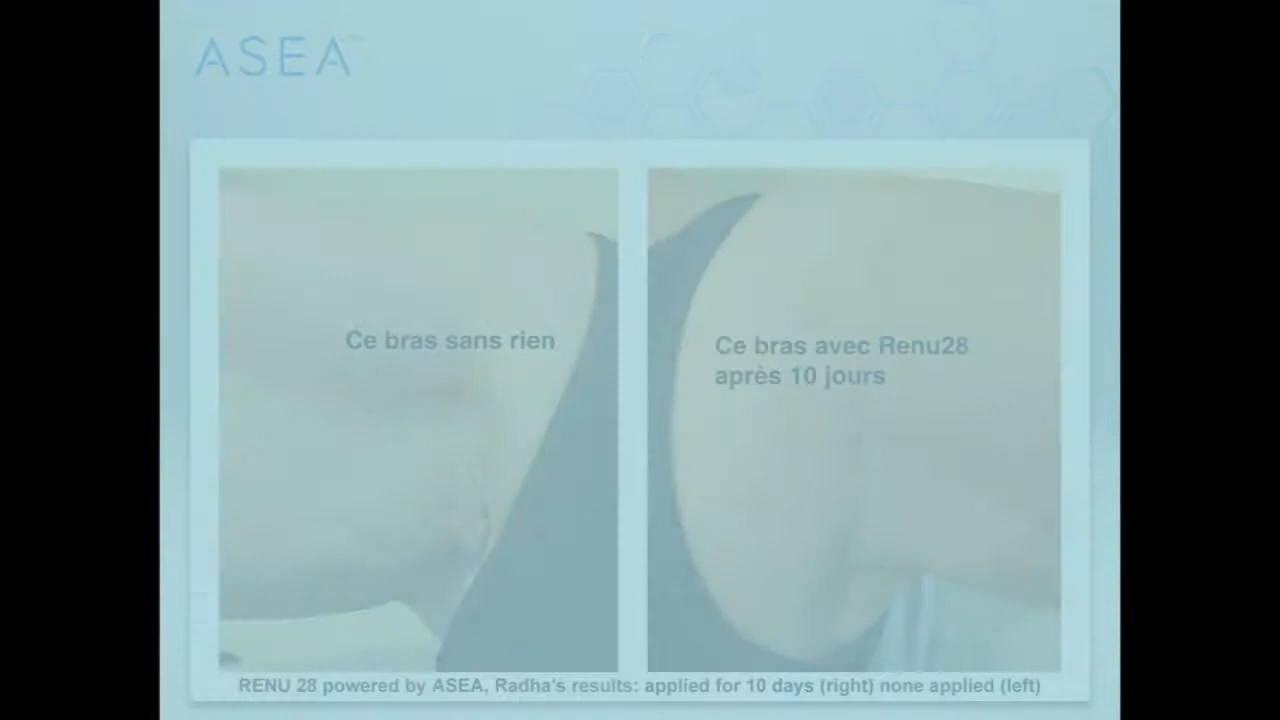 ASEA
Ce bras sans rien
Ce bras avec Renu28
après 10 jours
RENU 28 powered by ASEA, Radha's results: applied for 10 days (right) none applied (left)